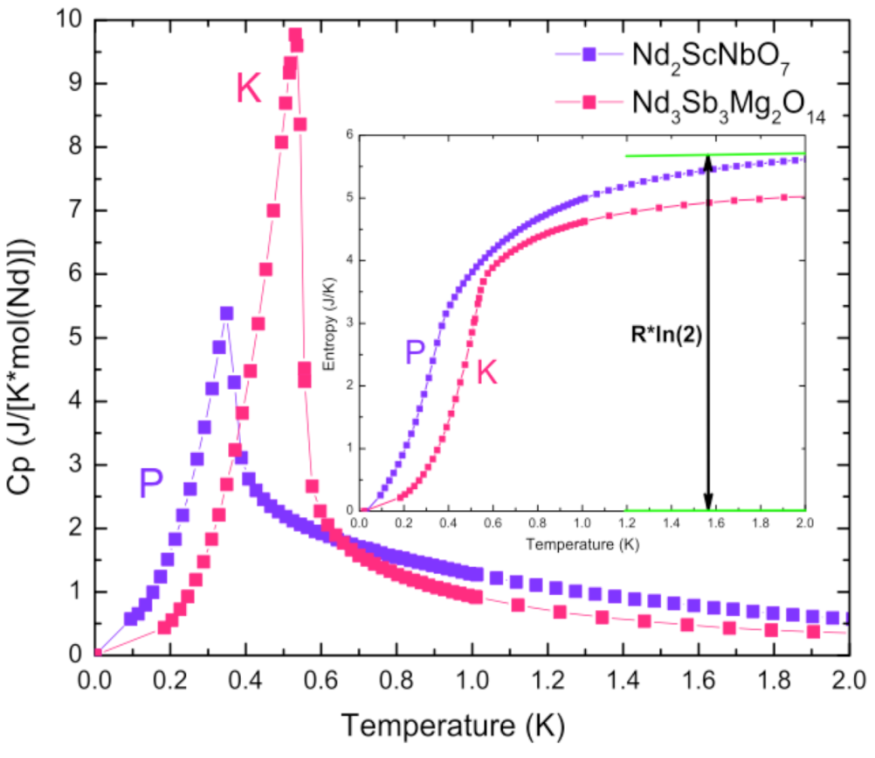 10
9
8
7
6
5
4
3
2
1
0
Cp (J/[K*mol(Nd)])
0.0 0.2 0.4 0.6 0.8 1.0 1.2 1.4 1.6 1.8 2.0
Temperature (K)
K
P
Nd₂ScNbO₇
Nd₃Sb₃Mg₂O₁₄
6
5
4
3
2
1
0
Entropy (J/K)
P
K
R*ln(2)
0.0 0.2 0.4 0.6 0.8 1.0 1.2 1.4 1.6 1.8 2.0
Temperature (K)